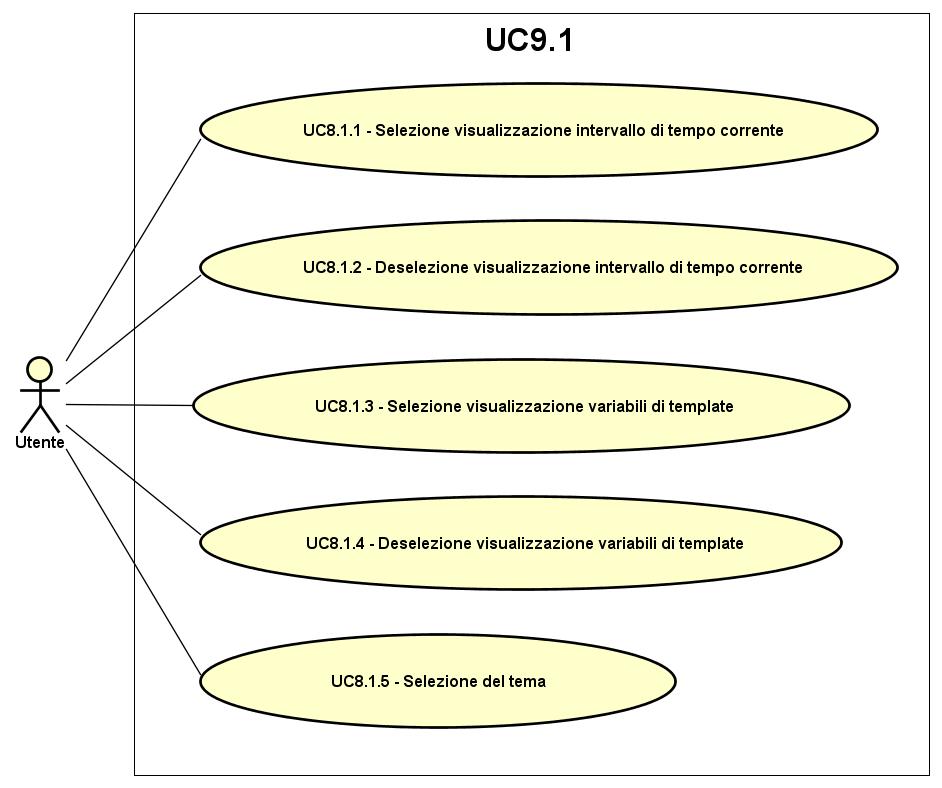 UC9.1
UC8.1.1 - Selezione visualizzazione intervallo di tempo corrente
UC8.1.2 - Deselezione visualizzazione intervallo di tempo corrente
UC8.1.3 - Selezione visualizzazione variabili di template
Utente
UC8.1.4 - Deselezione visualizzazione variabili di template
UC8.1.5 - Selezione del tema